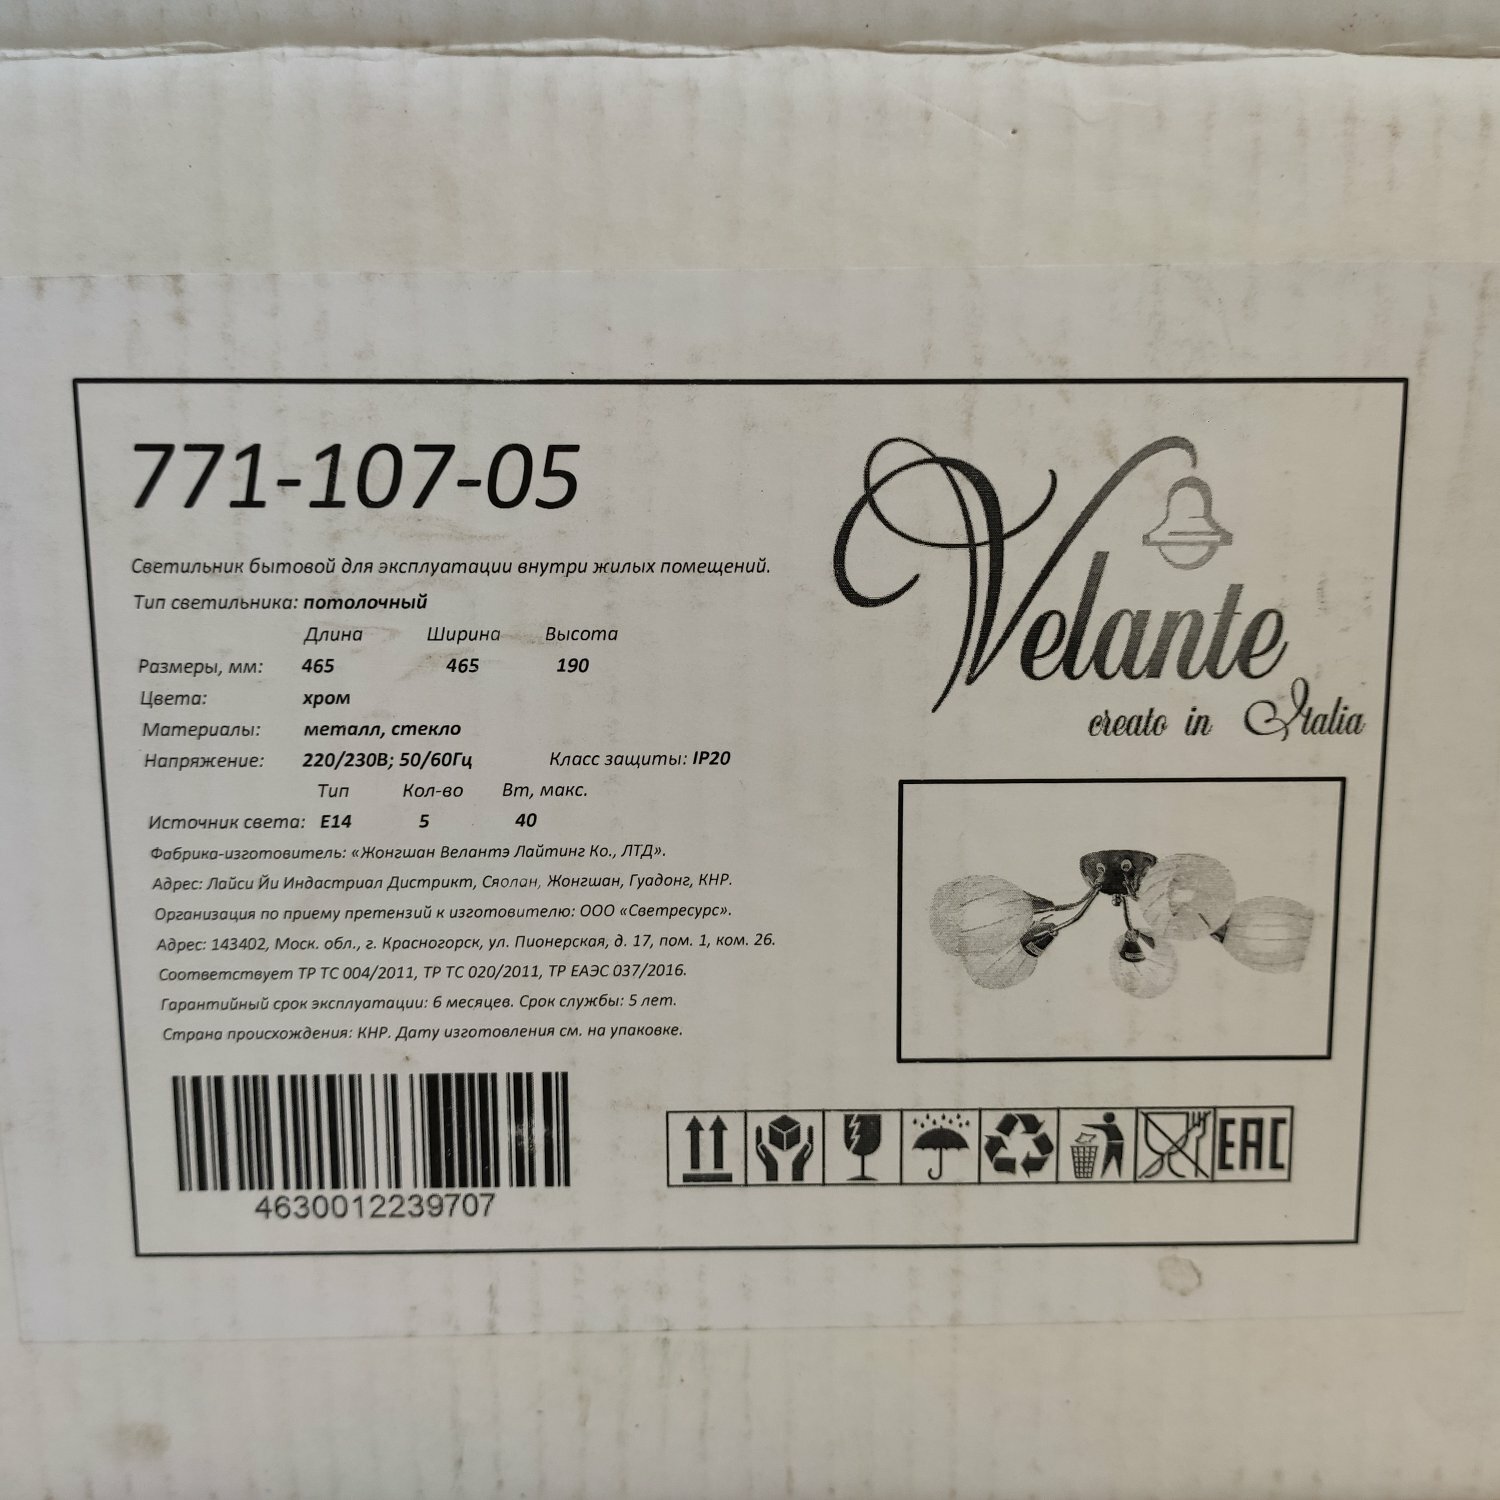 771-107-05
Светильник бытовой для эксплуатации внутри жилых помещений.
Тип светильника: потолочный
Длина Ширина Высота
Размеры, мм: 465 465 190
Цвета: хром
Материалы: металл, стекло
Напряжение: 220/230В; 50/60Гц Класс защиты: IP20
Тип Кол-во Вт, макс.
Источник света: E14 5 40
Фабрика-изготовитель: «Жонгшан Велантэ Лайтинг Ко., ЛТД».
Адрес: Лайси Йи Индастриал Дистрикт, Сяолан, Жонгшан, Гуадонг, КНР.
Организация по приему претензий к изготовителю: ООО «Светресурс».
Адрес: 143402, Моск. обл., г. Красногорск, ул. Пионерская, д. 17, пом. 1, ком. 26.
Соответствует ТР ТС 004/2011, ТР ТС 020/2011, ТР ЕАЭС 037/2016.
Гарантийный срок эксплуатации: 6 месяцев. Срок службы: 5 лет.
Страна происхождения: КНР. Дату изготовления см. на упаковке.
4630012239707
Velante
creato in Italia
EAC